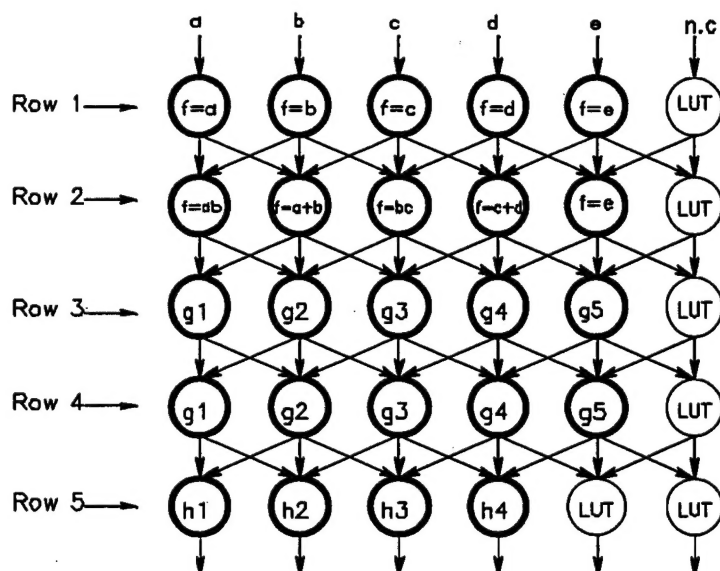 a b c d e n.c
Row 1 f=a f=b f=c f=d f=e LUT
Row 2 f=ab f=a+b f=bc f=c+d f=e LUT
Row 3 g1 g2 g3 g4 g5 LUT
Row 4 g1 g2 g3 g4 g5 LUT
Row 5 h1 h2 h3 h4 LUT LUT